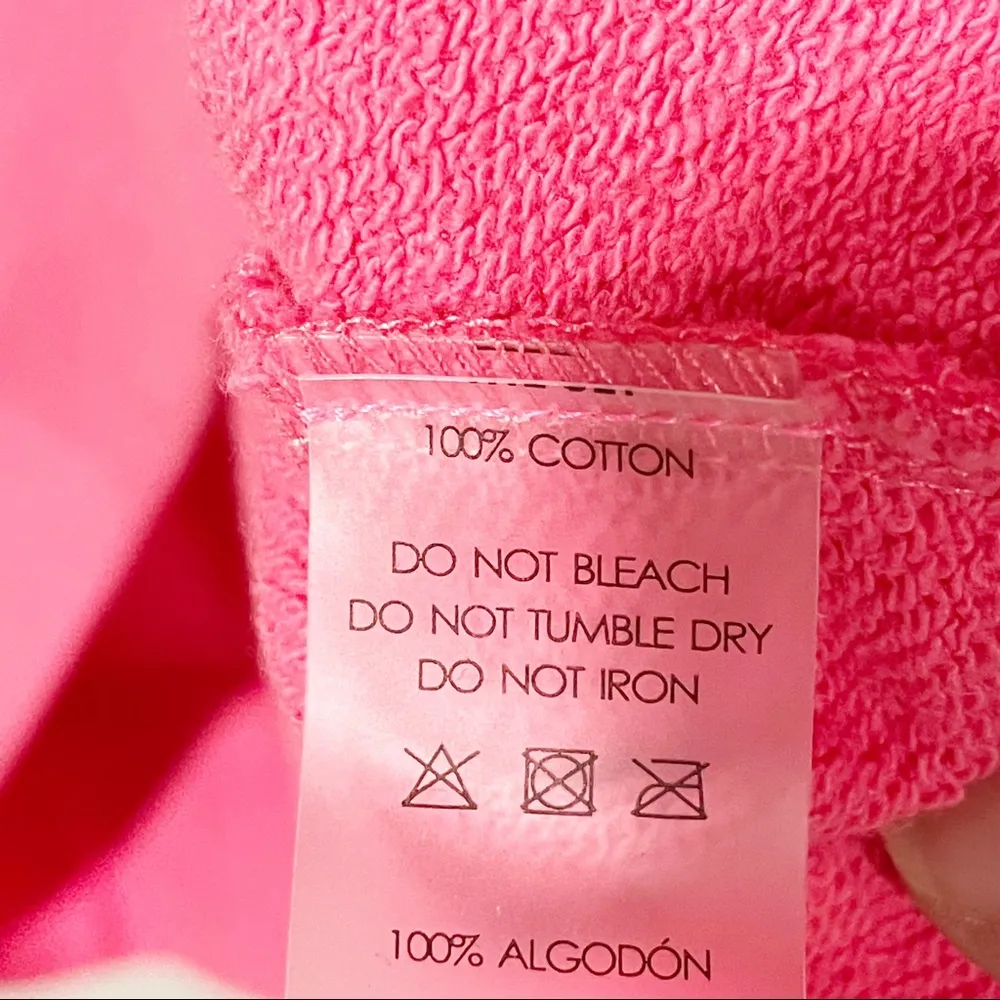 100% COTTON
DO NOT BLEACH
DO NOT TUMBLE DRY
DO NOT IRON
100% ALGODÓN